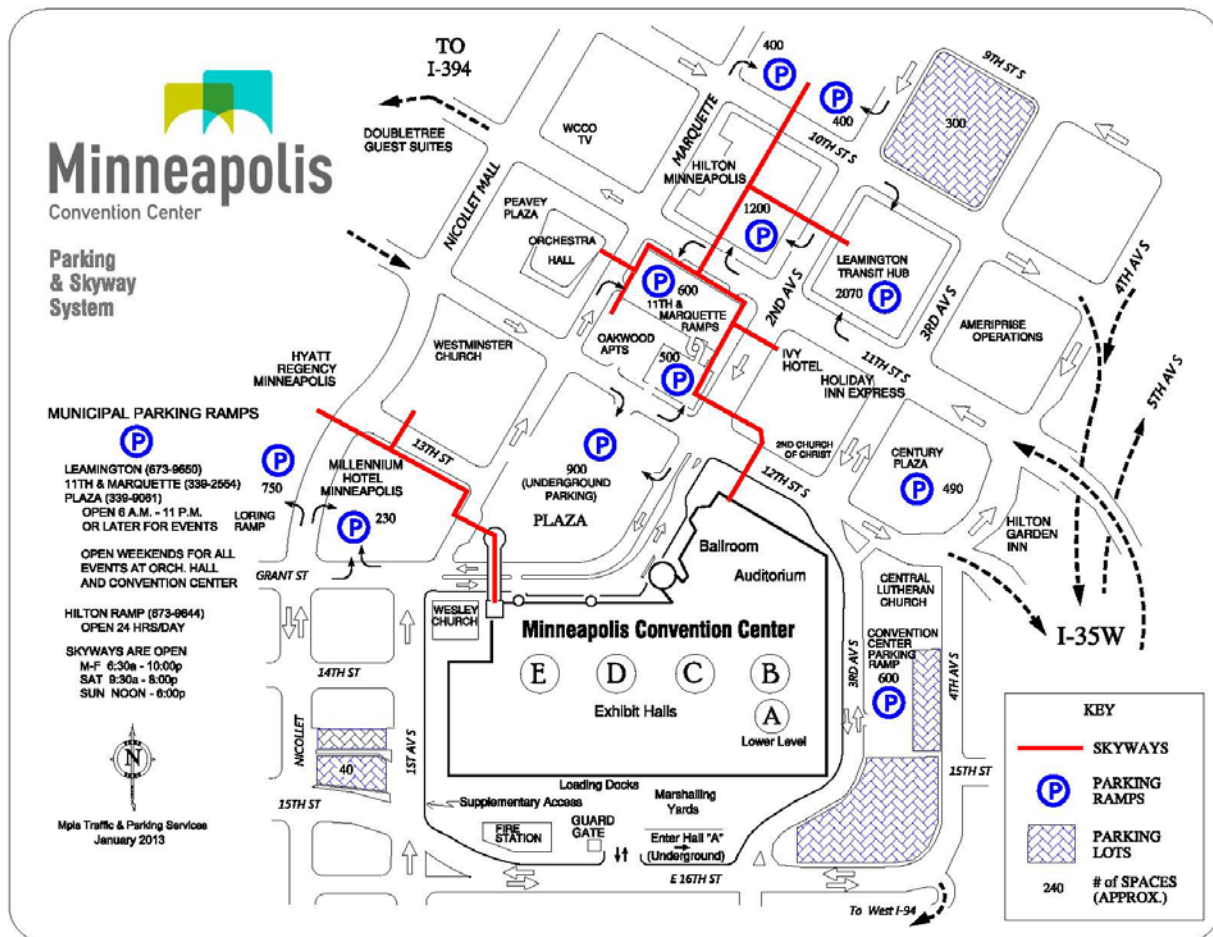 Minneapolis
Convention Center
Parking
& Skyway
System
TO
I-394
DOUBLETREE
GUEST SUITES
NICOLLET MALL
WCCO
TV
MARQUETTE
400
400
9TH ST S
300
10TH ST S
HILTON
MINNEAPOLIS
1200
PEAVEY
PLAZA
ORCHESTRA
HALL
600
11TH &
MARQUETTE
RAMPS
2ND AV S
LEAMINGTON
TRANSIT HUB
2070
3RD AV S
4TH AV S
5TH AV S
AMERIPRISE
OPERATIONS
WESTMINSTER
CHURCH
OAKWOOD
APTS
500
IVY
HOTEL
11TH ST S
HOLIDAY
INN EXPRESS
HYATT
REGENCY
MINNEAPOLIS
13TH ST
2ND CHURCH
OF CHRIST
12TH ST S
CENTURY
PLAZA
490
HILTON
GARDEN
INN
MUNICIPAL PARKING RAMPS
P
LEAMINGTON (673-9650)
11TH & MARQUETTE (339-2554)
PLAZA (339-9061)
OPEN 6 A.M. - 11 P.M.
OR LATER FOR EVENTS
OPEN WEEKENDS FOR ALL
EVENTS AT ORCH. HALL
AND CONVENTION CENTER
HILTON RAMP (673-9644)
OPEN 24 HRS/DAY
SKYWAYS ARE OPEN
M-F 6:30a - 10:00p
SAT 9:30a - 8:00p
SUN NOON - 6:00p
N
Mpls Traffic & Parking Services
January 2013
750
LORING
RAMP
MILLENNIUM
HOTEL
MINNEAPOLIS
230
900
(UNDERGROUND
PARKING)
PLAZA
GRANT ST
WESLEY
CHURCH
Ballroom
Auditorium
Minneapolis Convention Center
E
D
C
B
A
Exhibit Halls
Lower Level
CENTRAL
LUTHERAN
CHURCH
CONVENTION
CENTER
PARKING
RAMP
600
3RD AV S
4TH AV S
I-35W
14TH ST
NICOLLET
1ST AV S
40
15TH ST
15TH ST
Loading Docks
Supplementary Access
Marshalling
Yards
FIRE
STATION
GUARD
GATE
Enter Hall "A"
(Underground)
E 16TH ST
To West I-94
KEY
SKYWAYS
P
PARKING
RAMPS
PARKING
LOTS
240
# of SPACES
(APPROX.)